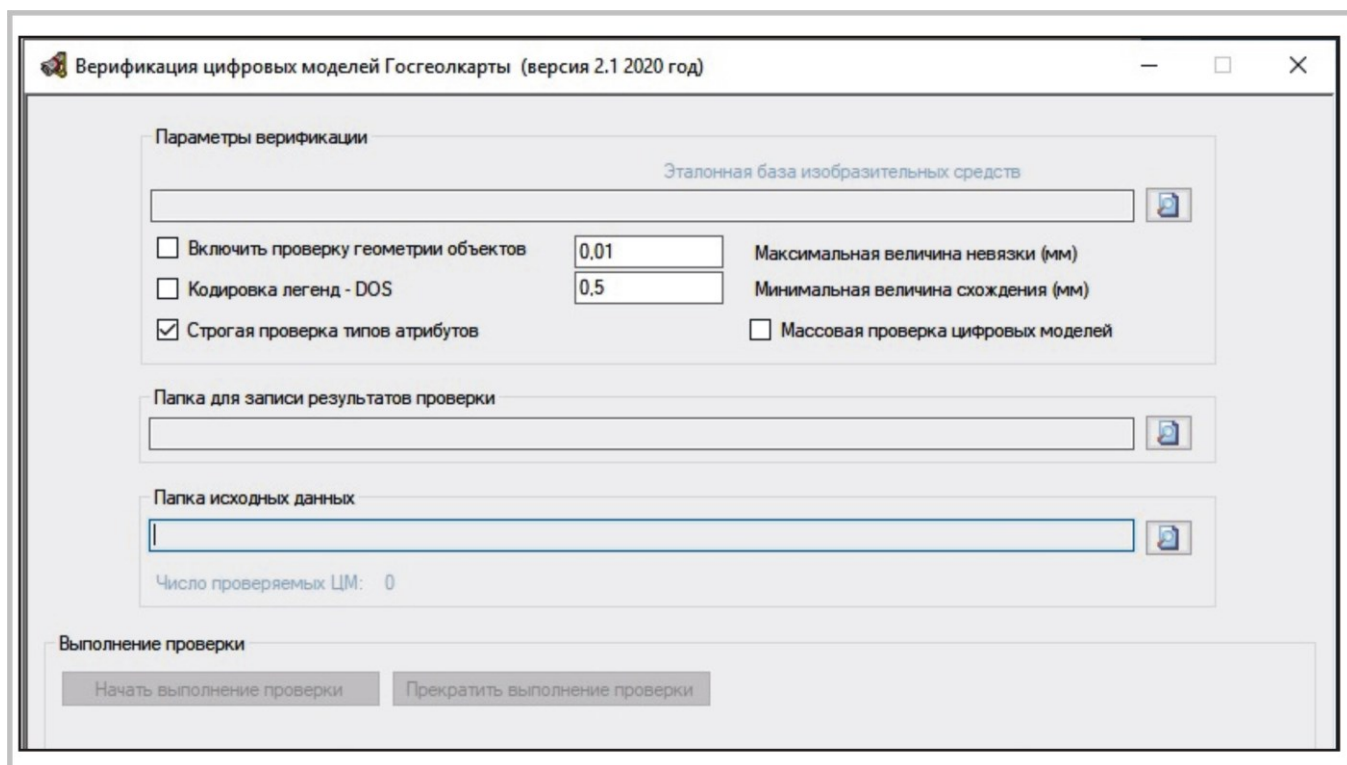 Верификация цифровых моделей Госгеолкарты (версия 2.1 2020 год)
Параметры верификации
Эталонная база изобразительных средств
Включить проверку геометрии объектов 0,01 Максимальная величина невязки (мм)
Кодировка легенд - DOS 0,5 Минимальная величина схождения (мм)
Строгая проверка типов атрибутов Массовая проверка цифровых моделей
Папка для записи результатов проверки
Папка исходных данных
Число проверяемых ЦМ: 0
Выполнение проверки
Начать выполнение проверки Прекратить выполнение проверки